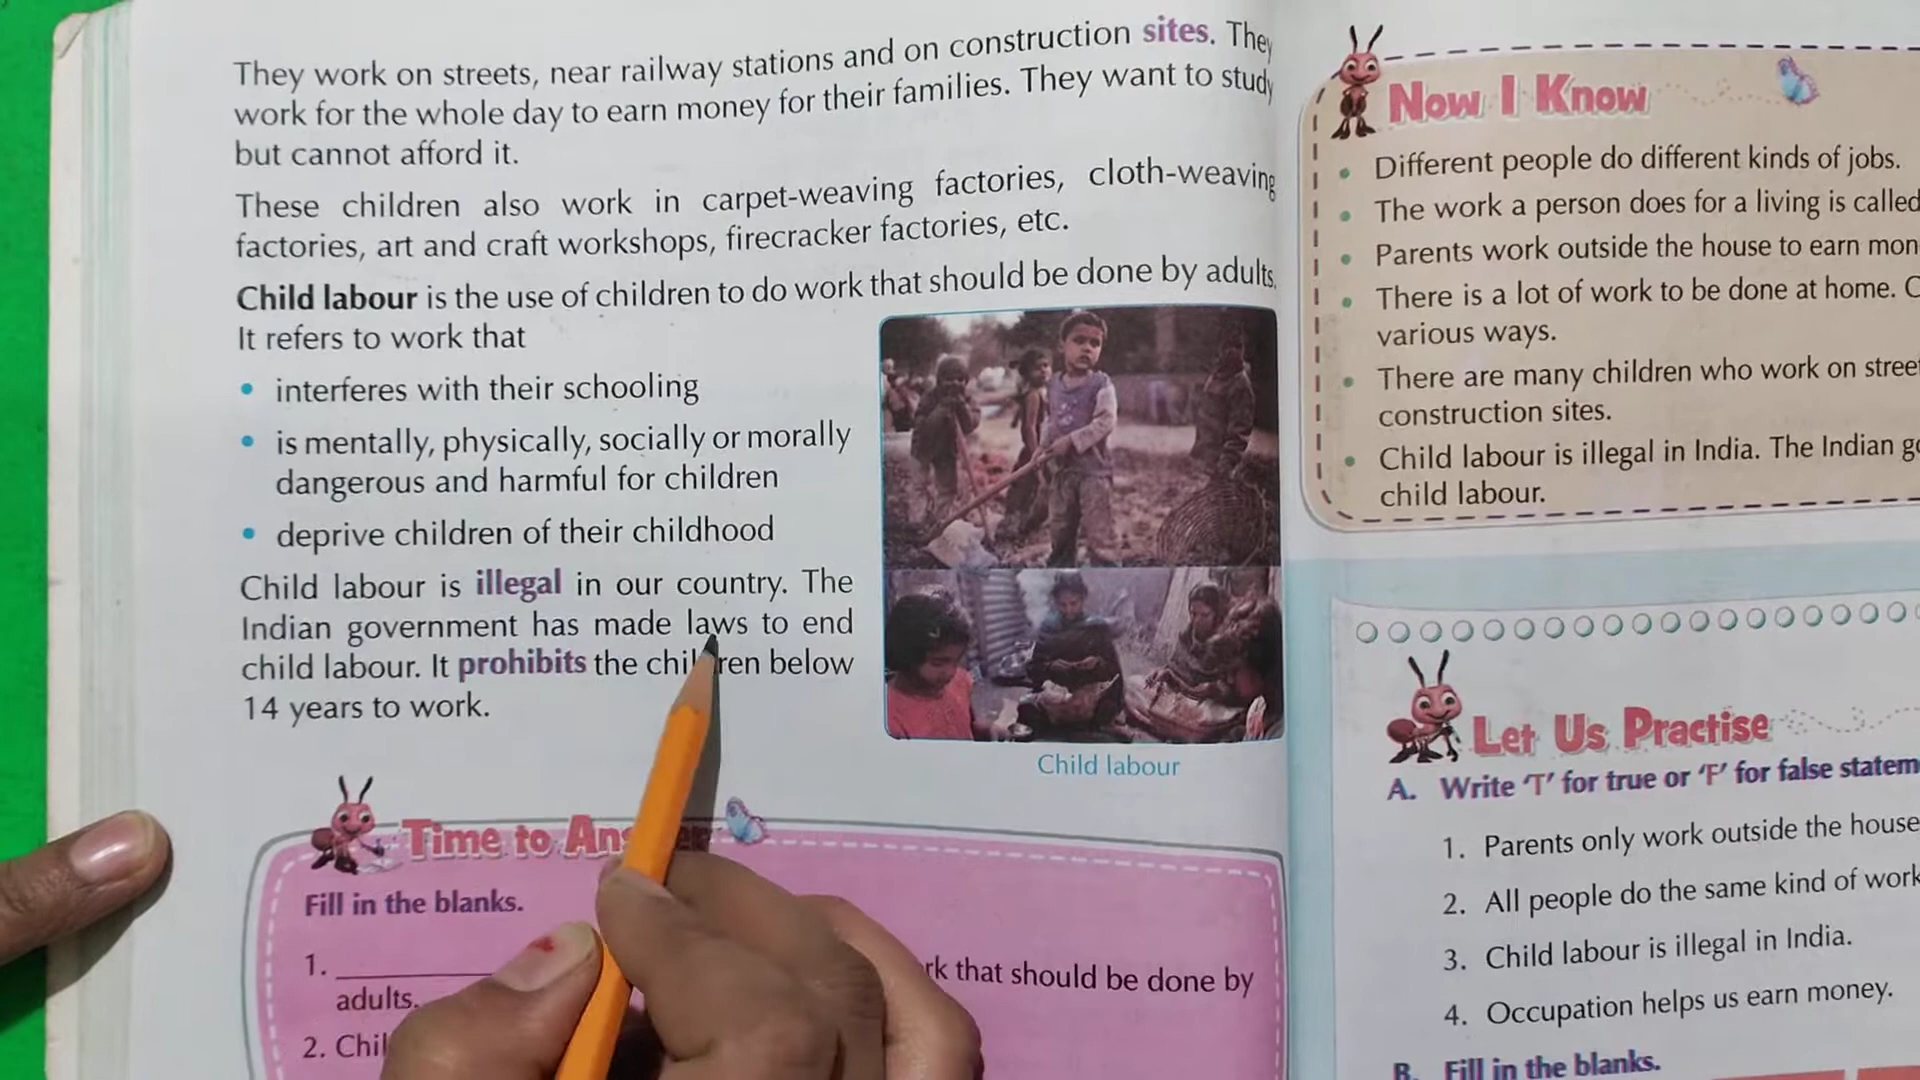 They work on streets, near railway stations and on construction sites. They
work for the whole day to earn money for their families. They want to study
but cannot afford it.
These children also work in carpet-weaving factories, cloth-weaving
factories, art and craft workshops, firecracker factories, etc.
Child labour is the use of children to do work that should be done by adults.
It refers to work that
• interferes with their schooling
• is mentally, physically, socially or morally
dangerous and harmful for children
• deprive children of their childhood
Child labour is illegal in our country. The
Indian government has made laws to end
child labour. It prohibits the children below
14 years to work.
Child labour
Time to Answer
Fill in the blanks.
1. that should be done by
adults.
2.
Now I Know
• Different people do different kinds of jobs.
• The work a person does for a living is called
• Parents work outside the house to earn
• There is a lot of work to be done at home.
various ways.
• There are many children who work on
construction sites.
• Child labour is illegal in India. The Indian
child labour.
Let Us Practise
A. Write 'T' for true or 'F' for false
1. Parents only work outside the house
2. All people do the same kind of work
3. Child labour is illegal in India.
4. Occupation helps us earn money.
B. Fill in the blanks.